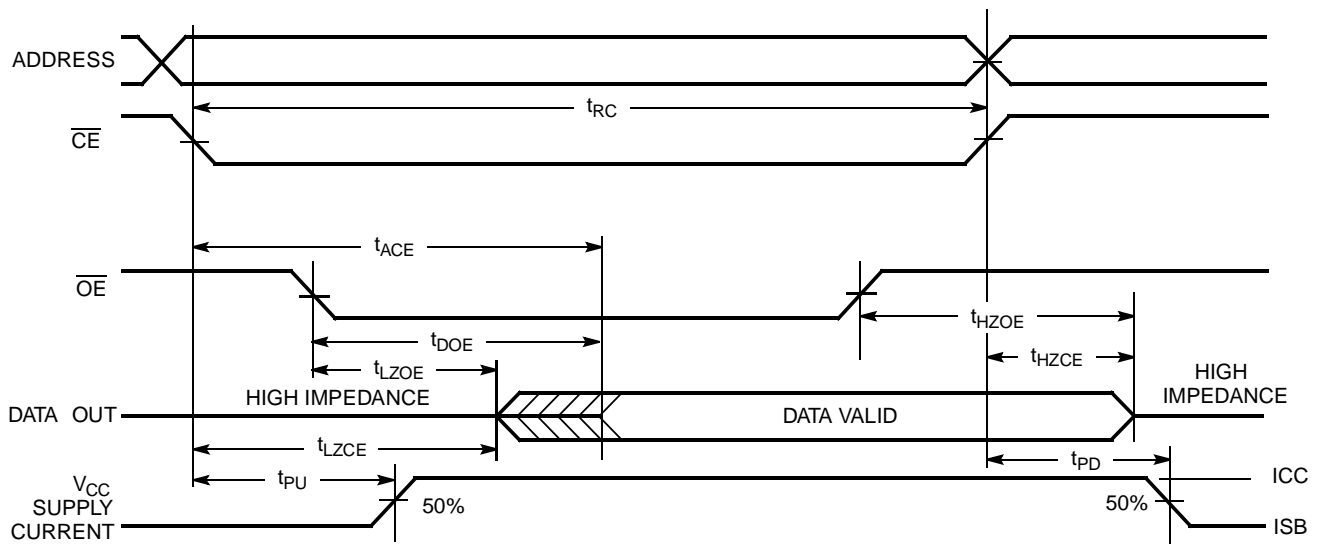 ADDRESS
tRC
CE
tACE
OE
tHZOE
tDOE
tHZCE
tLZOE
HIGH
IMPEDANCE
HIGH IMPEDANCE
DATA OUT
DATA VALID
tLZCE
tPD
tPU
VCC
SUPPLY
CURRENT
50%
50%
ICC
ISB